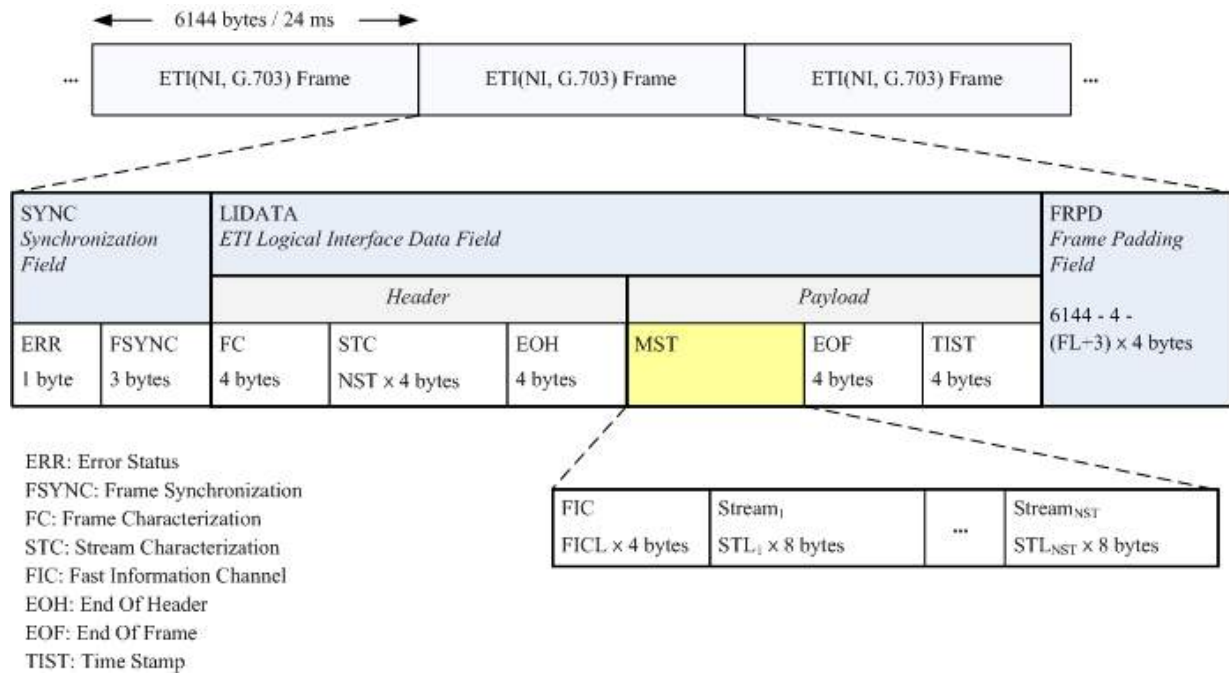 6144 bytes / 24 ms
... ETI(NI, G.703) Frame ETI(NI, G.703) Frame ETI(NI, G.703) Frame ...
SYNC
Synchronization
Field
LIDATA
ETI Logical Interface Data Field
FRPD
Frame Padding
Field
6144 - 4 -
(FL+3) x 4 bytes
Header Payload
ERR
1 byte
FSYNC
3 bytes
FC
4 bytes
STC
NST x 4 bytes
EOH
4 bytes
MST
EOF
4 bytes
TIST
4 bytes
FIC
FICL x 4 bytes
Stream₁
STL₁ x 8 bytes
...
Streamₙₛₜ
STLₙₛₜ x 8 bytes
ERR: Error Status
FSYNC: Frame Synchronization
FC: Frame Characterization
STC: Stream Characterization
FIC: Fast Information Channel
EOH: End Of Header
EOF: End Of Frame
TIST: Time Stamp